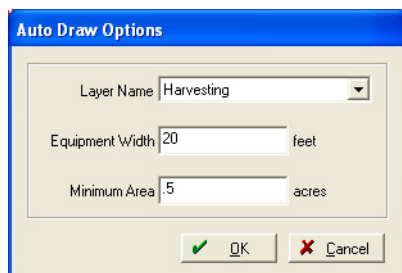 Auto Draw Options
Layer Name Harvesting
Equipment Width 20 feet
Minimum Area .5 acres
OK Cancel